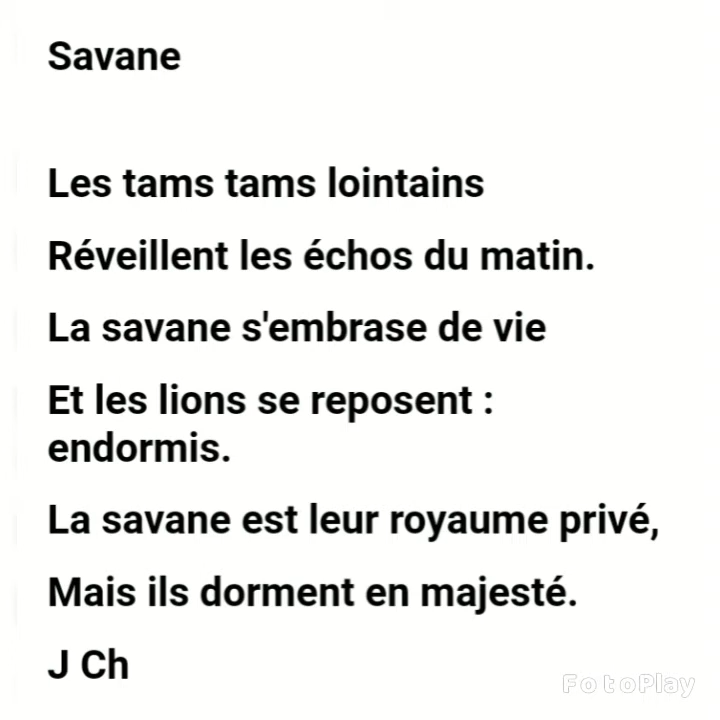 Savane
Les tams tams lointains
Réveillent les échos du matin.
La savane s'embrase de vie
Et les lions se reposent :
endormis.
La savane est leur royaume privé,
Mais ils dorment en majesté.
J Ch
FotoPlay